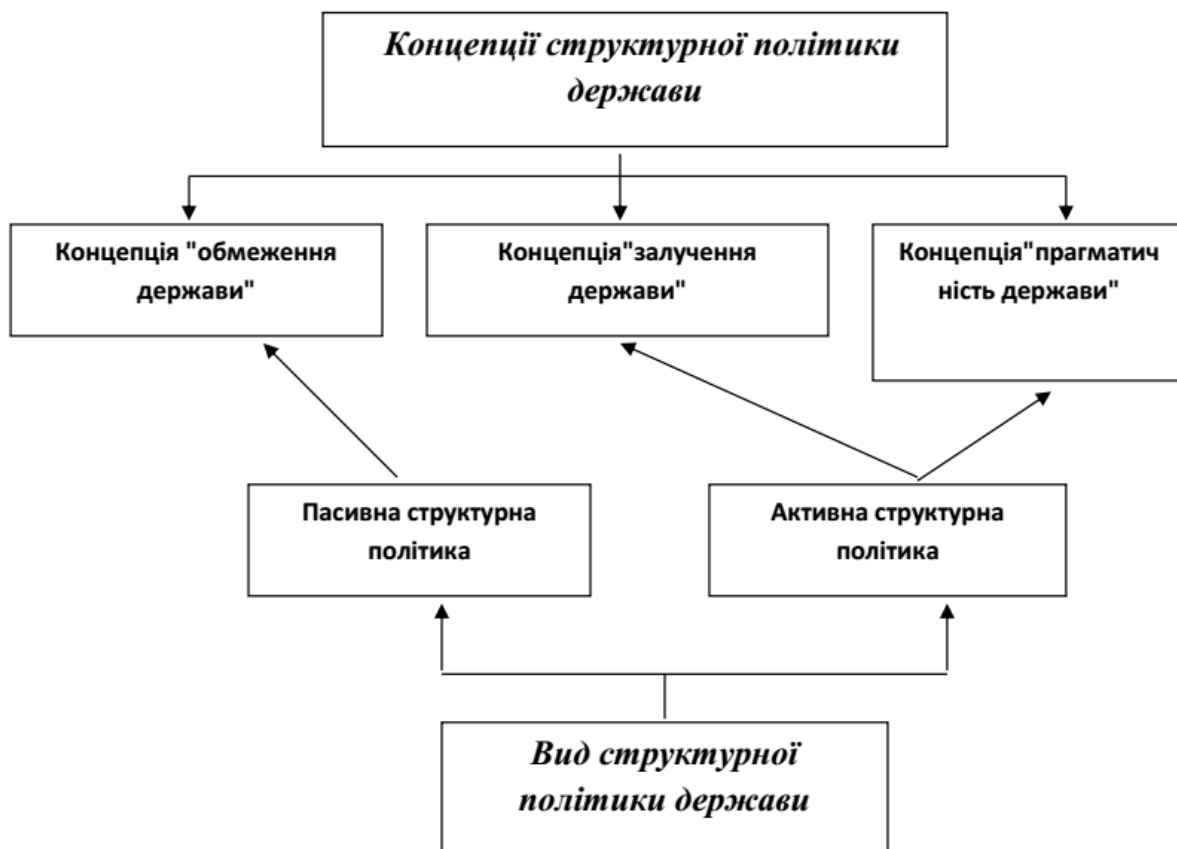 Концепції структурної політики
держави
Концепція "обмеження
держави"
Концепція"залучення
держави"
Концепція"прагматич
ність держави"
Пасивна структурна
політика
Активна структурна
політика
Вид структурної
політики держави